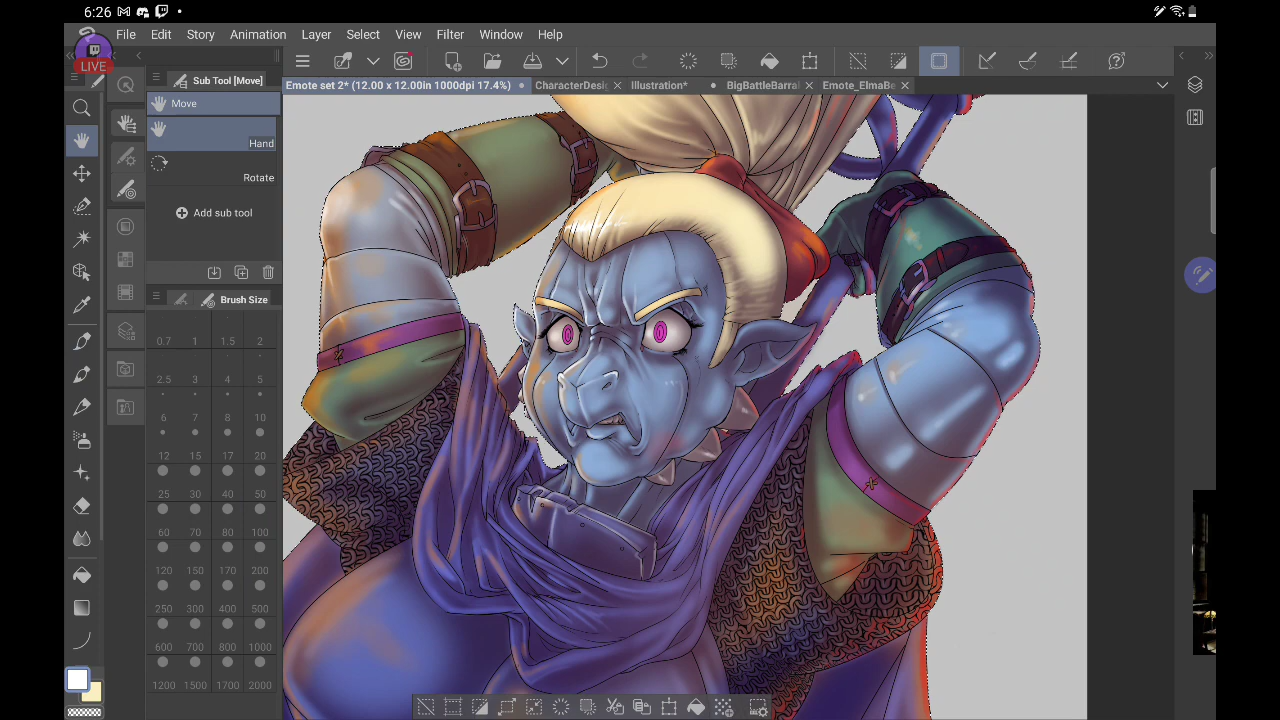 6:26
File Edit Story Animation Layer Select View Filter Window Help
LIVE
Sub Tool [Move]
Emote set 2* (12.00 x 12.00in 1000dpi 17.4%)
CharacterDesi
Illustration*
BigBattleBarral
Emote_ElmaBe
Move
Hand
Rotate
Add sub tool
Brush Size
0.7 1 1.5 2
2.5 3 4 5
6 7 8 10
12 15 17 20
25 30 40 50
60 70 80 100
120 150 170 200
250 300 400 500
600 700 800 1000
1200 1500 1700 2000